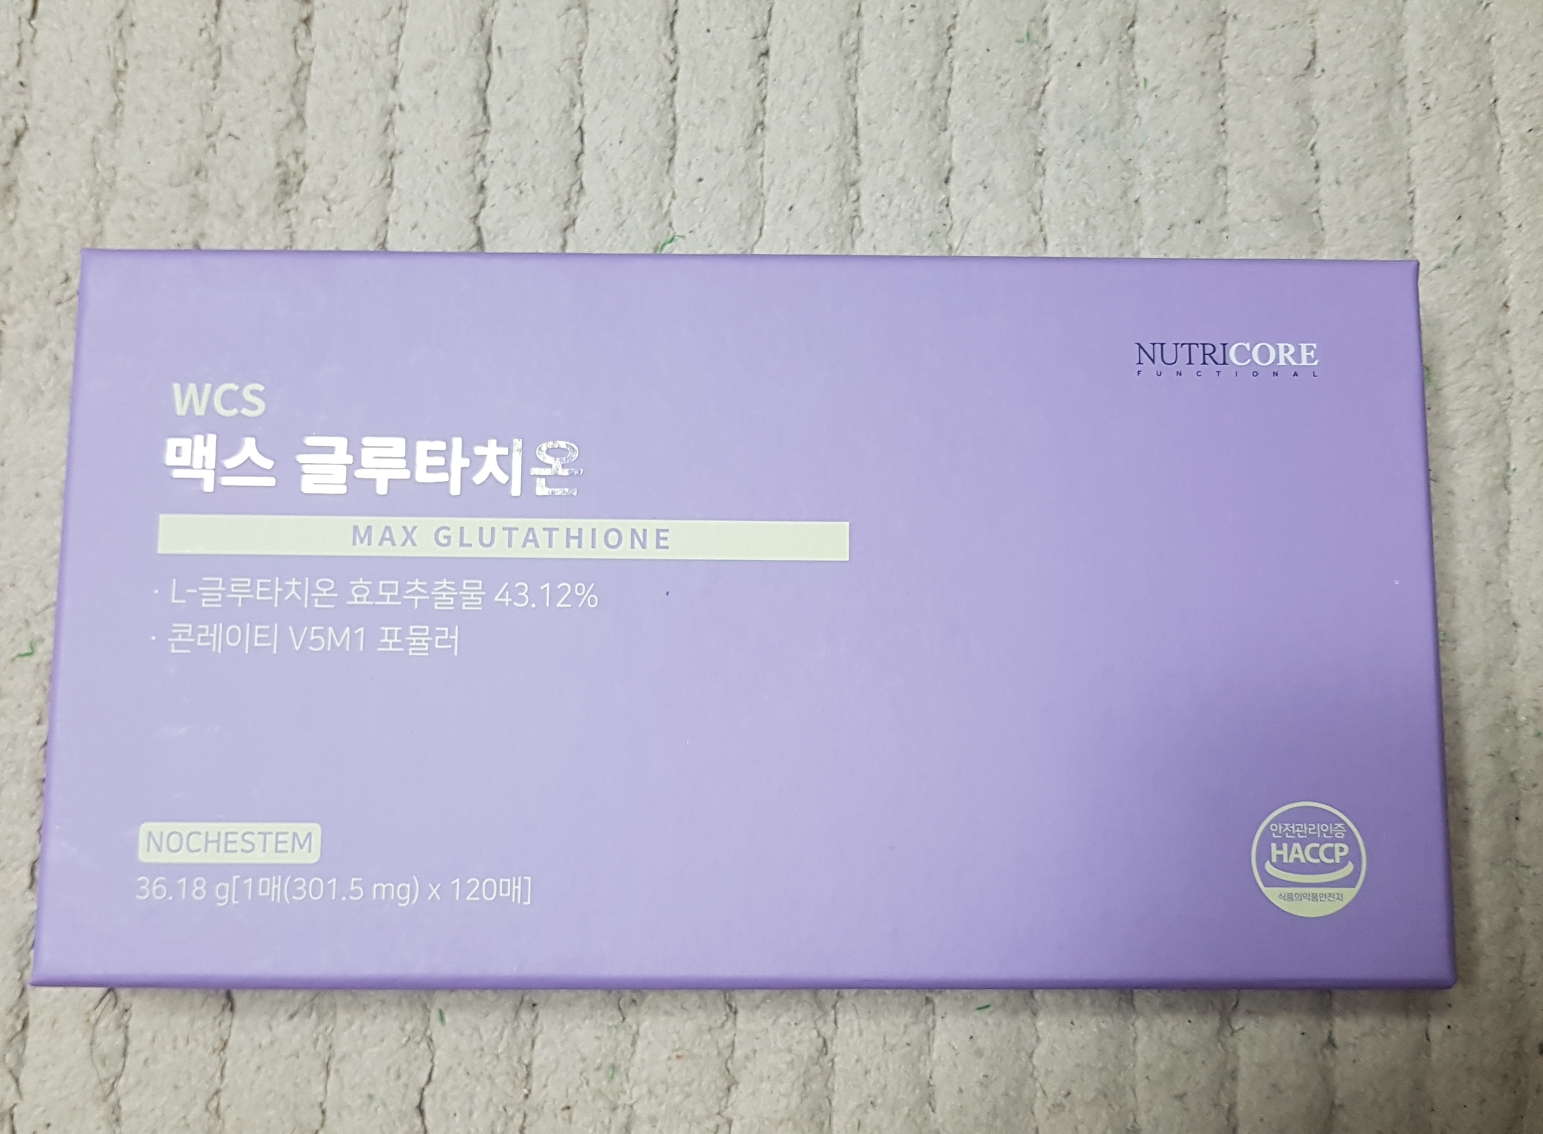 NUTRICORE
FUNCTIONAL
WCS
맥스 글루타치온
MAX GLUTATHIONE
· L-글루타치온 효모추출물 43.12%
· 콘레이티 V5M1 포뮬러
NOCHESTEM
36.18 g[1매(301.5 mg) x 120매]
안전관리인증
HACCP
식품의약품안전처